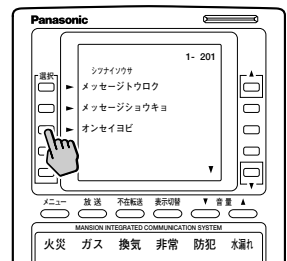 Panasonic
1- 201
シツナイソウサ
選択
メッセージトウロク
メッセージショウキョ
オンセイヨビ
メニュー 放送 不在転送 表示切替 ▼ 音量 ▲
MANSION INTEGRATED COMMUNICATION SYSTEM
火災 ガス 換気 非常 防犯 水漏れ